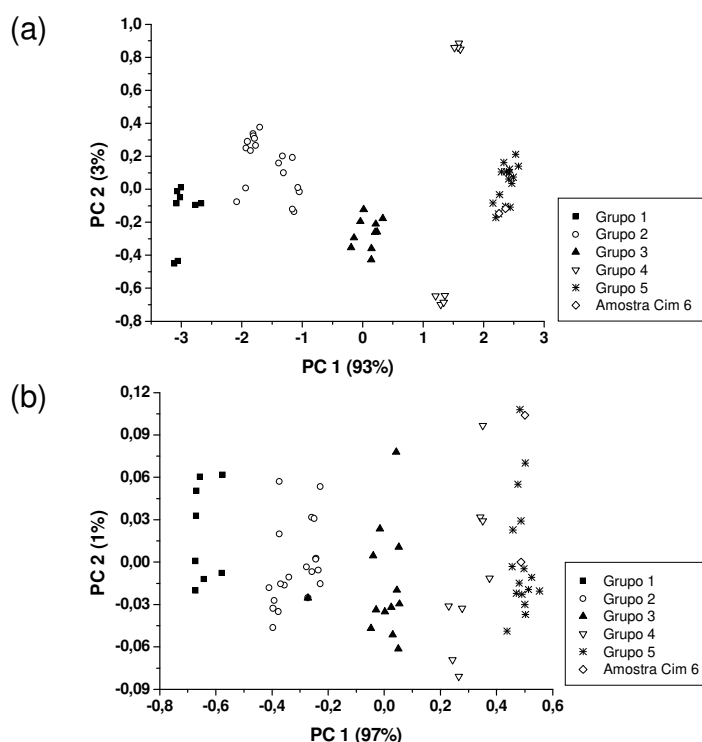 (a)
1,0
0,8
0,6
0,4
0,2
0,0
-0,2
-0,4
-0,6
-0,8
PC 2 (3%)
-3 -2 -1 0 1 2 3
PC 1 (93%)
Grupo 1
Grupo 2
Grupo 3
Grupo 4
Grupo 5
Amostra Cim 6
(b)
0,12
0,09
0,06
0,03
0,00
-0,03
-0,06
-0,09
PC 2 (1%)
-0,8 -0,6 -0,4 -0,2 0,0 0,2 0,4 0,6
PC 1 (97%)
Grupo 1
Grupo 2
Grupo 3
Grupo 4
Grupo 5
Amostra Cim 6